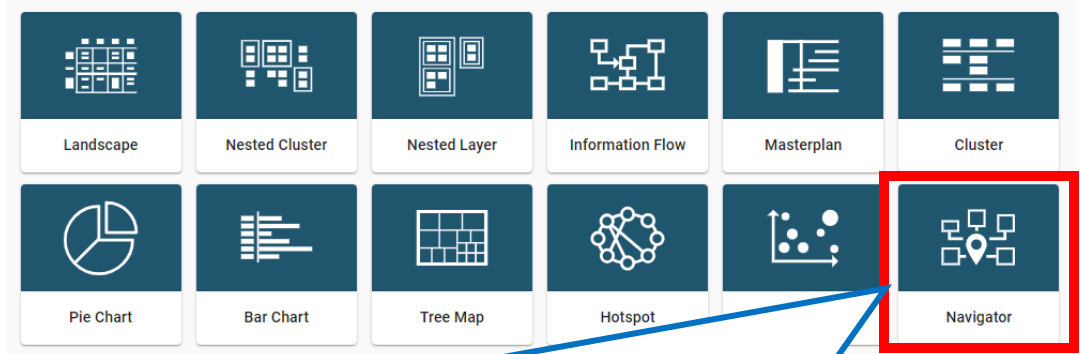 Landscape
Nested Cluster
Nested Layer
Information Flow
Masterplan
Cluster
Pie Chart
Bar Chart
Tree Map
Hotspot
Navigator